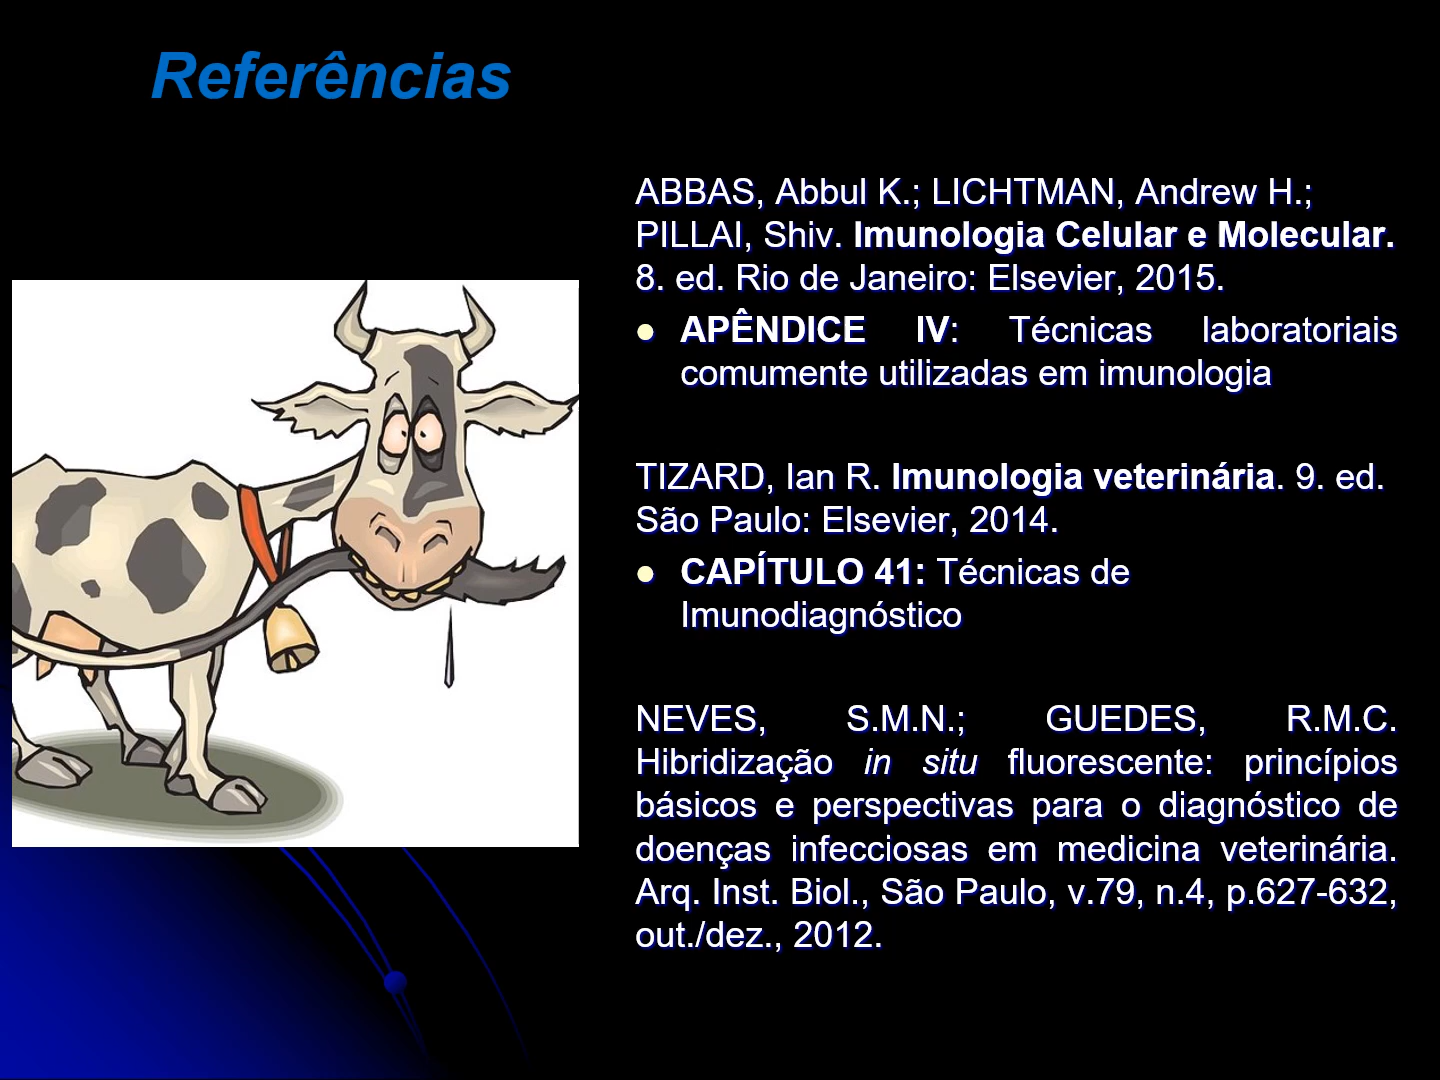 Referências
ABBAS, Abbul K.; LICHTMAN, Andrew H.;
PILLAI, Shiv. Imunologia Celular e Molecular.
8. ed. Rio de Janeiro: Elsevier, 2015.
● APÊNDICE IV: Técnicas laboratoriais
comumente utilizadas em imunologia
TIZARD, Ian R. Imunologia veterinária. 9. ed.
São Paulo: Elsevier, 2014.
● CAPÍTULO 41: Técnicas de
Imunodiagnóstico
NEVES, S.M.N.; GUEDES, R.M.C.
Hibridização in situ fluorescente: princípios
básicos e perspectivas para o diagnóstico de
doenças infecciosas em medicina veterinária.
Arq. Inst. Biol., São Paulo, v.79, n.4, p.627-632,
out./dez., 2012.